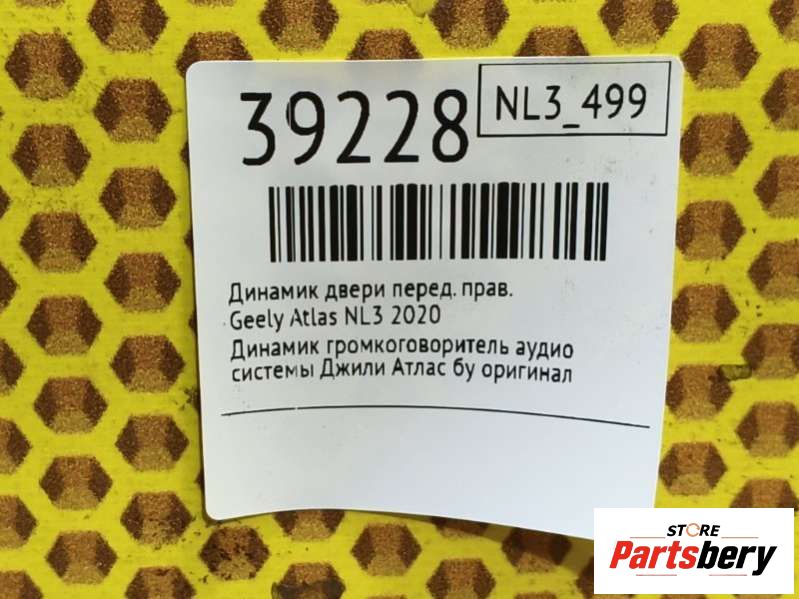 39228
NL3_499
Динамик двери перед. прав.
Geely Atlas NL3 2020
Динамик громкоговоритель аудио
системы Джили Атлас бу оригинал
STORE
Partsbery